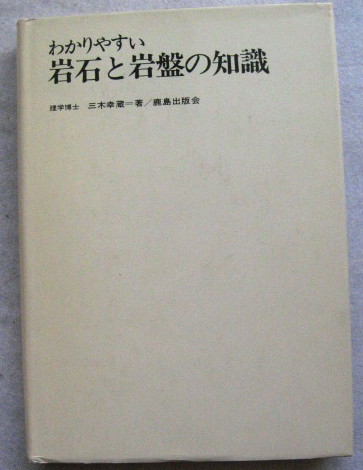 わかりやすい
岩石と岩盤の知識
理学博士 三木幸蔵＝著／鹿島出版会